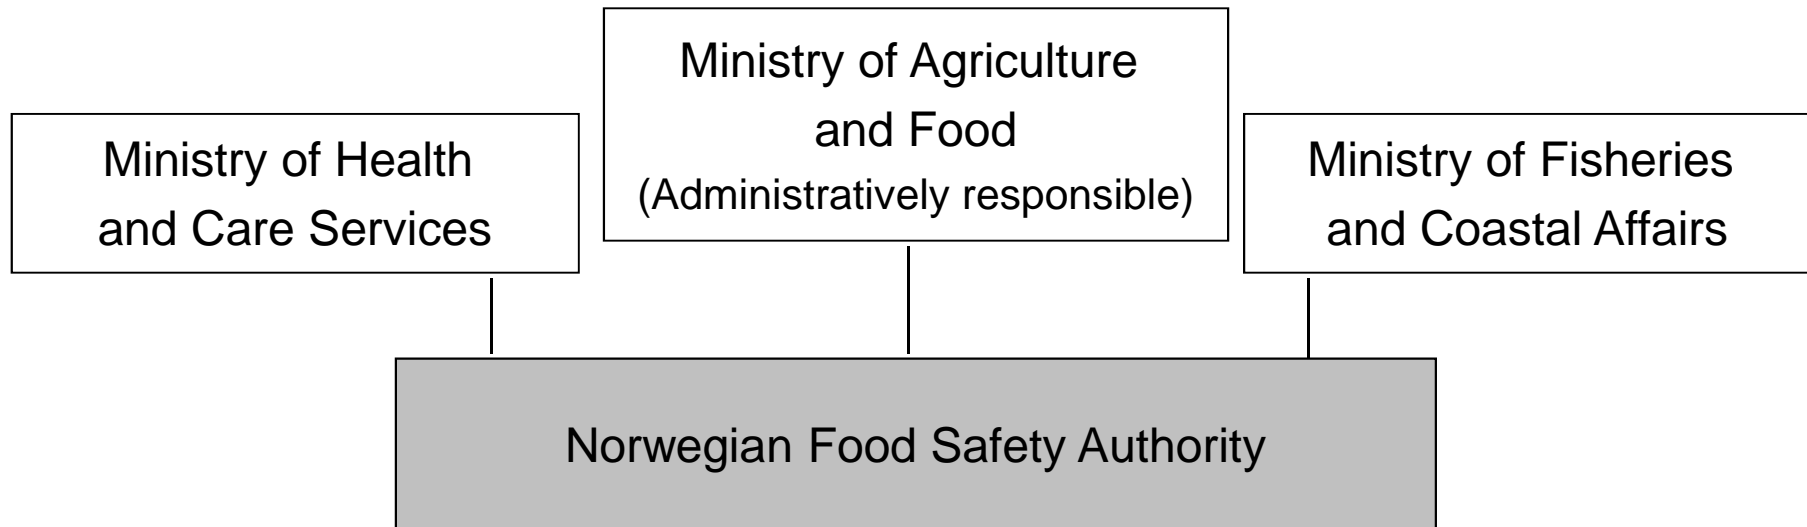 Ministry of Agriculture
and Food
(Administratively responsible)
Ministry of Health
and Care Services
Ministry of Fisheries
and Coastal Affairs
Norwegian Food Safety Authority